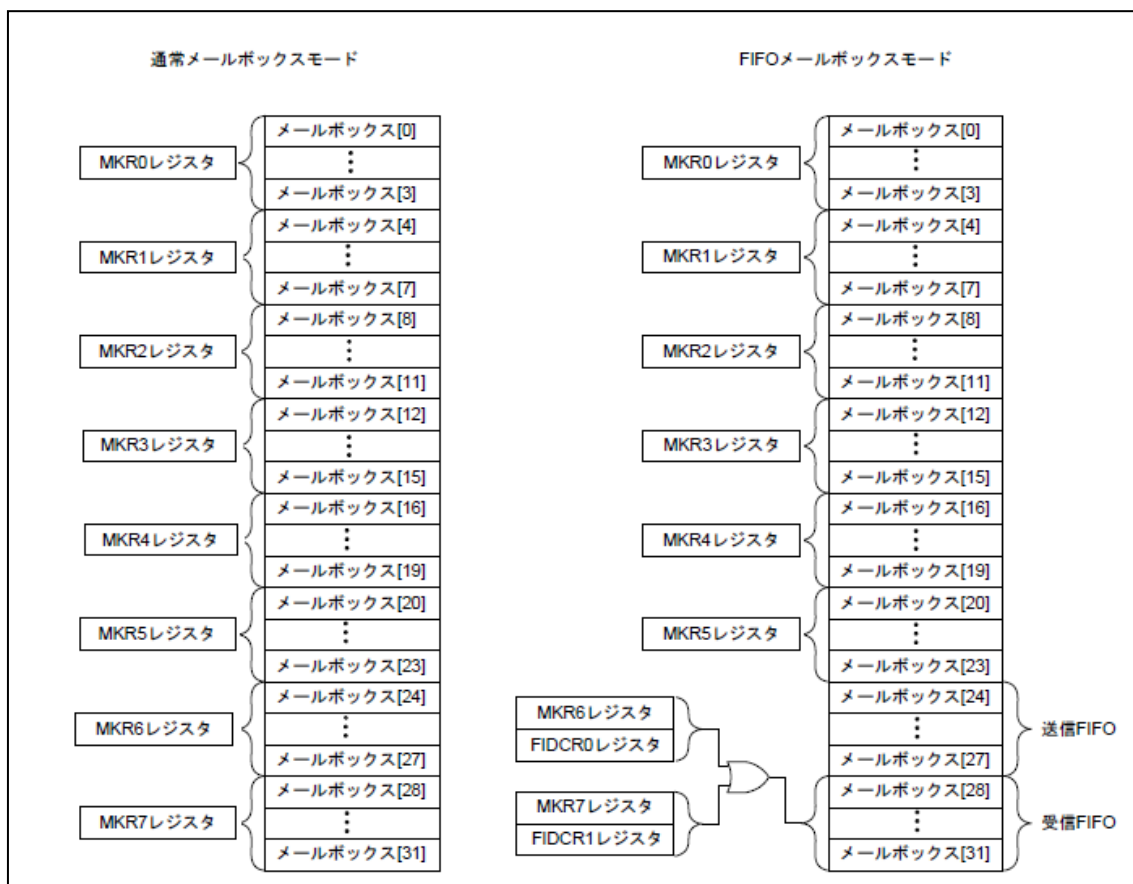 通常メールボックスモード
メールボックス[0]
MKR0レジスタ
メールボックス[3]
メールボックス[4]
MKR1レジスタ
メールボックス[7]
メールボックス[8]
MKR2レジスタ
メールボックス[11]
メールボックス[12]
MKR3レジスタ
メールボックス[15]
メールボックス[16]
MKR4レジスタ
メールボックス[19]
メールボックス[20]
MKR5レジスタ
メールボックス[23]
メールボックス[24]
MKR6レジスタ
メールボックス[27]
メールボックス[28]
MKR7レジスタ
メールボックス[31]
FIFOメールボックスモード
メールボックス[0]
MKR0レジスタ
メールボックス[3]
メールボックス[4]
MKR1レジスタ
メールボックス[7]
メールボックス[8]
MKR2レジスタ
メールボックス[11]
メールボックス[12]
MKR3レジスタ
メールボックス[15]
メールボックス[16]
MKR4レジスタ
メールボックス[19]
メールボックス[20]
MKR5レジスタ
メールボックス[23]
メールボックス[24]
MKR6レジスタ
FIDCR0レジスタ
送信FIFO
メールボックス[27]
メールボックス[28]
MKR7レジスタ
FIDCR1レジスタ
受信FIFO
メールボックス[31]